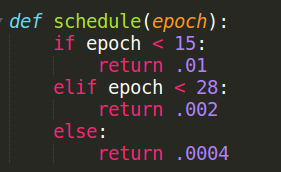 def schedule(epoch):
    if epoch < 15:
        return .01
    elif epoch < 28:
        return .002
    else:
        return .0004